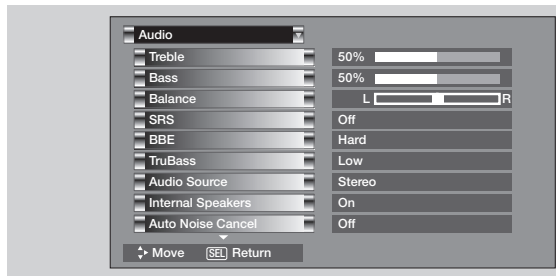 Audio
Treble 50%
Bass 50%
Balance L R
SRS Off
BBE Hard
TruBass Low
Audio Source Stereo
Internal Speakers On
Auto Noise Cancel Off
Move SEL Return